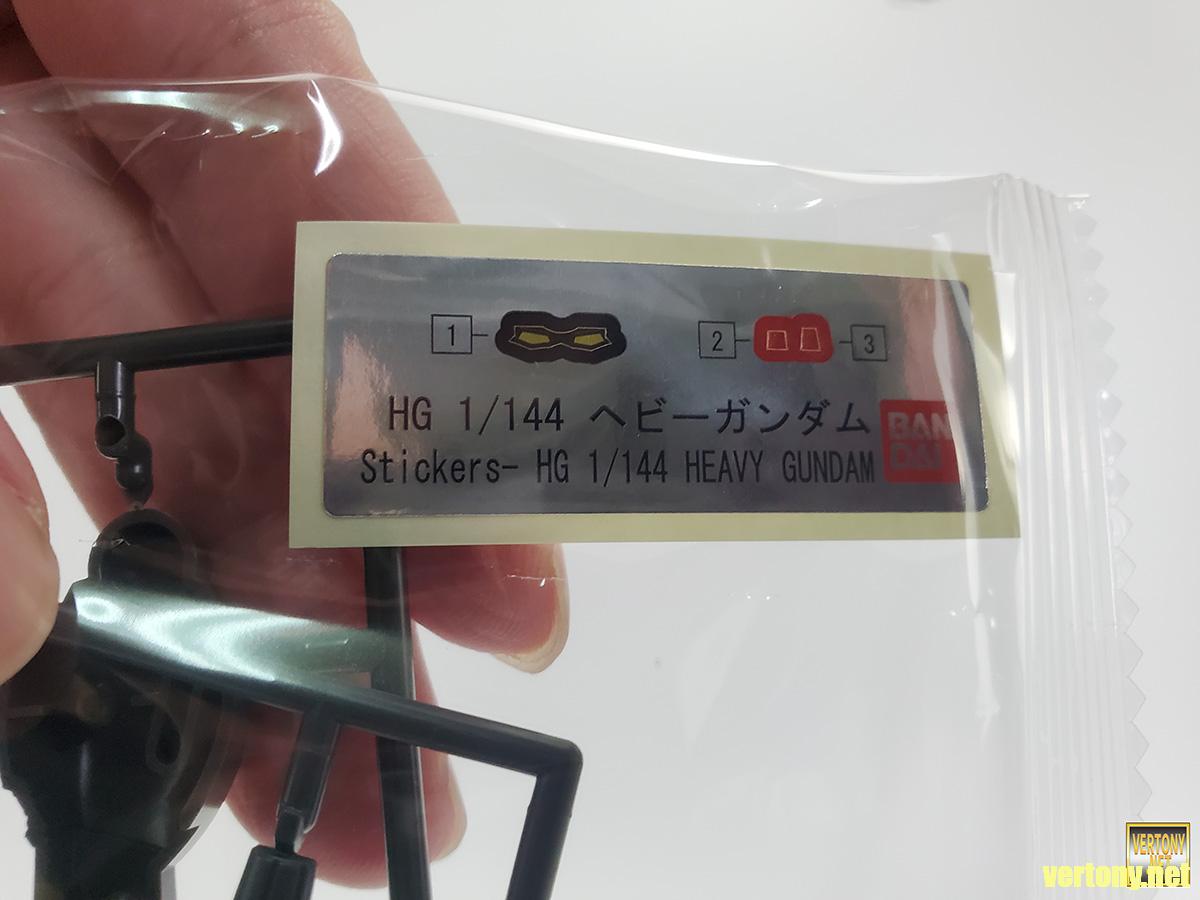 1
2
3
HG 1/144 ヘビーガンダム
Stickers- HG 1/144 HEAVY GUNDAM
BAN
DAI
VERTONY
.NET
vertony.net